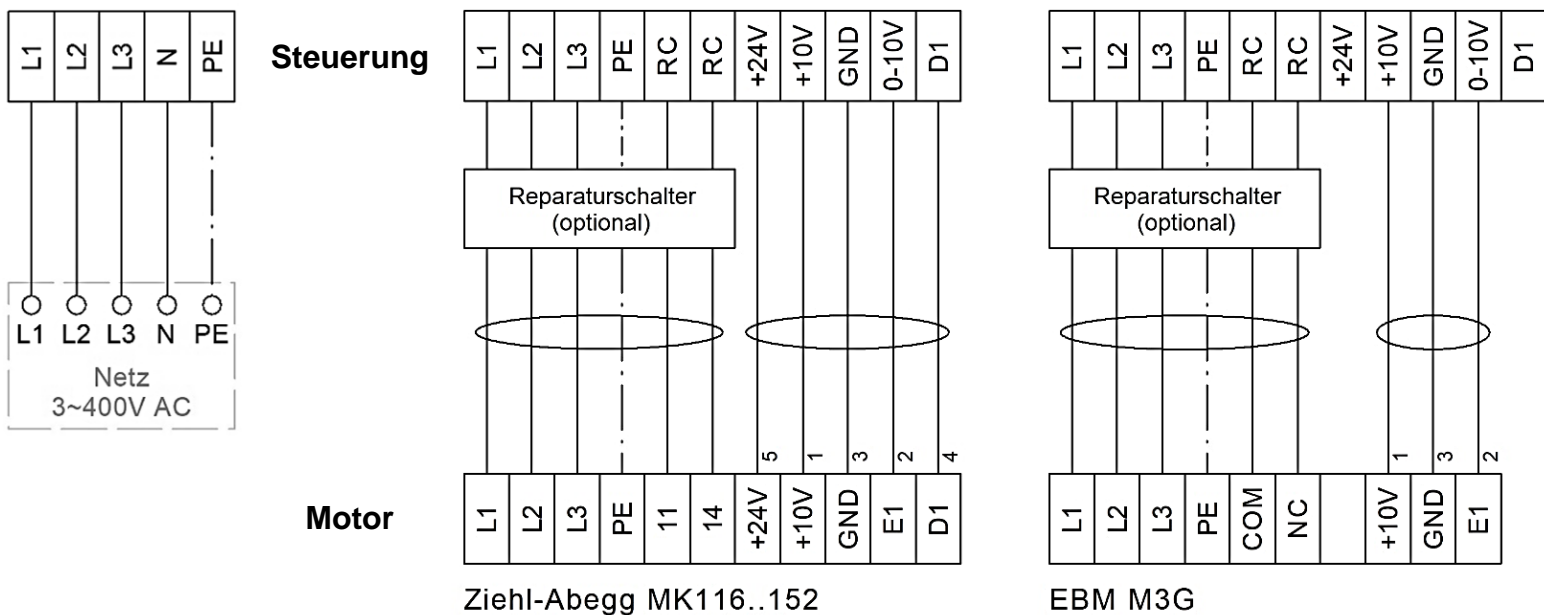 L1 L2 L3 N PE
Steuerung
L1 L2 L3 PE RC RC +24V +10V GND 0-10V D1
L1 L2 L3 PE RC RC +24V +10V GND 0-10V D1
Reparaturschalter
(optional)
Reparaturschalter
(optional)
L1 L2 L3 N PE
Netz
3~400V AC
5 1 3 2 4
1 3 2
Motor
L1 L2 L3 PE 11 14 +24V +10V GND E1 D1
L1 L2 L3 PE COM NC +10V GND E1
Ziehl-Abegg MK116..152
EBM M3G